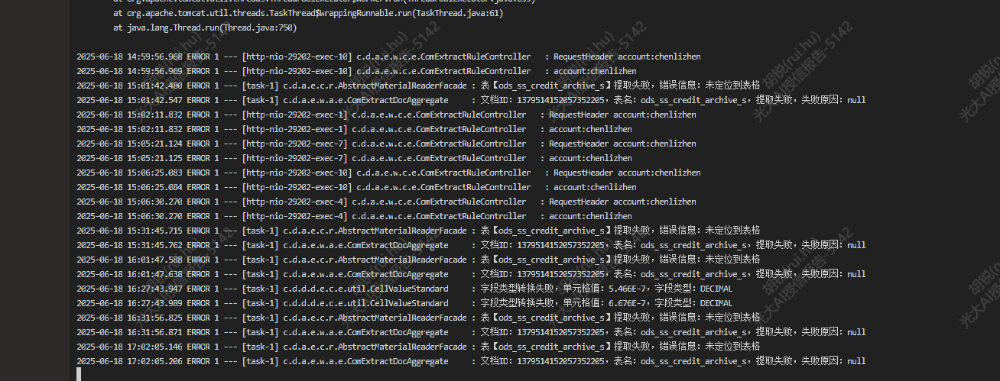 at org.apache.tomcat.util.threads.TaskThread$WrappingRunnable.run(TaskThread.java:61)
at java.lang.Thread.run(Thread.java:750)
2025-06-18 14:59:56.968 ERROR 1 --- [http-nio-29202-exec-10] c.d.a.e.w.c.e.ComExtractRuleController : RequestHeader account:chenlizhen
2025-06-18 14:59:56.969 ERROR 1 --- [http-nio-29202-exec-10] c.d.a.e.w.c.e.ComExtractRuleController : account:chenlizhen
2025-06-18 15:01:42.480 ERROR 1 --- [task-1] c.d.a.e.c.r.AbstractMaterialReaderFacade : 表【ods_ss_credit_archive_s】提取失败，错误信息：未定位到表格
2025-06-18 15:01:42.547 ERROR 1 --- [task-1] c.d.a.e.w.a.e.ComExtractDocAggregate : 文档ID：1379514152057352205，表名：ods_ss_credit_archive_s，提取失败，失败原因：null
2025-06-18 15:02:11.832 ERROR 1 --- [http-nio-29202-exec-1] c.d.a.e.w.c.e.ComExtractRuleController : RequestHeader account:chenlizhen
2025-06-18 15:02:11.832 ERROR 1 --- [http-nio-29202-exec-1] c.d.a.e.w.c.e.ComExtractRuleController : account:chenlizhen
2025-06-18 15:05:21.124 ERROR 1 --- [http-nio-29202-exec-7] c.d.a.e.w.c.e.ComExtractRuleController : RequestHeader account:chenlizhen
2025-06-18 15:05:21.125 ERROR 1 --- [http-nio-29202-exec-7] c.d.a.e.w.c.e.ComExtractRuleController : account:chenlizhen
2025-06-18 15:06:25.083 ERROR 1 --- [http-nio-29202-exec-10] c.d.a.e.w.c.e.ComExtractRuleController : RequestHeader account:chenlizhen
2025-06-18 15:06:25.084 ERROR 1 --- [http-nio-29202-exec-10] c.d.a.e.w.c.e.ComExtractRuleController : account:chenlizhen
2025-06-18 15:06:30.270 ERROR 1 --- [http-nio-29202-exec-4] c.d.a.e.w.c.e.ComExtractRuleController : RequestHeader account:chenlizhen
2025-06-18 15:06:30.270 ERROR 1 --- [http-nio-29202-exec-4] c.d.a.e.w.c.e.ComExtractRuleController : account:chenlizhen
2025-06-18 15:31:45.715 ERROR 1 --- [task-1] c.d.a.e.c.r.AbstractMaterialReaderFacade : 表【ods_ss_credit_archive_s】提取失败，错误信息：未定位到表格
2025-06-18 15:31:45.762 ERROR 1 --- [task-1] c.d.a.e.w.a.e.ComExtractDocAggregate : 文档ID：1379514152057352205，表名：ods_ss_credit_archive_s，提取失败，失败原因：null
2025-06-18 16:01:47.588 ERROR 1 --- [task-1] c.d.a.e.c.r.AbstractMaterialReaderFacade : 表【ods_ss_credit_archive_s】提取失败，错误信息：未定位到表格
2025-06-18 16:01:47.638 ERROR 1 --- [task-1] c.d.a.e.w.a.e.ComExtractDocAggregate : 文档ID：1379514152057352205，表名：ods_ss_credit_archive_s，提取失败，失败原因：null
2025-06-18 16:27:43.947 ERROR 1 --- [task-1] c.d.d.d.e.c.e.util.CellValueStandard : 字段类型转换失败，单元格值：5.466E-7，字段类型：DECIMAL
2025-06-18 16:27:43.989 ERROR 1 --- [task-1] c.d.d.d.e.c.e.util.CellValueStandard : 字段类型转换失败，单元格值：6.676E-7，字段类型：DECIMAL
2025-06-18 16:31:56.825 ERROR 1 --- [task-1] c.d.a.e.c.r.AbstractMaterialReaderFacade : 表【ods_ss_credit_archive_s】提取失败，错误信息：未定位到表格
2025-06-18 16:31:56.871 ERROR 1 --- [task-1] c.d.a.e.w.a.e.ComExtractDocAggregate : 文档ID：1379514152057352205，表名：ods_ss_credit_archive_s，提取失败，失败原因：null
2025-06-18 17:02:05.146 ERROR 1 --- [task-1] c.d.a.e.c.r.AbstractMaterialReaderFacade : 表【ods_ss_credit_archive_s】提取失败，错误信息：未定位到表格
2025-06-18 17:02:05.206 ERROR 1 --- [task-1] c.d.a.e.w.a.e.ComExtractDocAggregate : 文档ID：1379514152057352205，表名：ods_ss_credit_archive_s，提取失败，失败原因：null
胡锐(rui.hu)
光大AI授信报告-5142